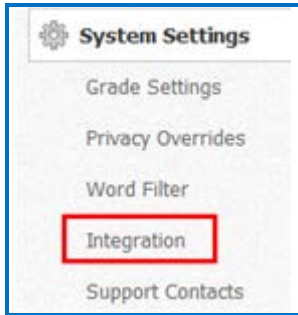 System Settings
Grade Settings
Privacy Overrides
Word Filter
Integration
Support Contacts